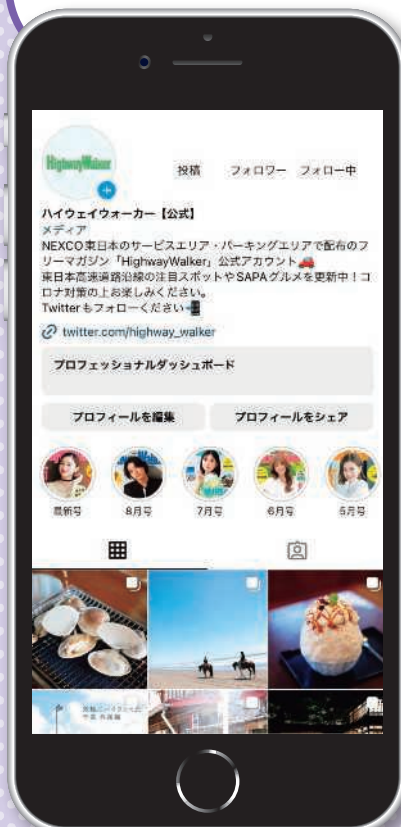 HighwayWalker
投稿 フォロワー フォロー中
ハイウェイウォーカー【公式】
メディア
NEXCO東日本のサービスエリア・パーキングエリアで配布のフ
リーマガジン「HighwayWalker」公式アカウント🚗
東日本高速道路沿線の注目スポットやSAPAグルメを更新中！コ
ロナ対策の上お楽しみください。
Twitterもフォローください📲
twitter.com/highway_walker
プロフェッショナルダッシュボード
プロフィールを編集 プロフィールをシェア
最新号 8月号 7月号 6月号 5月号